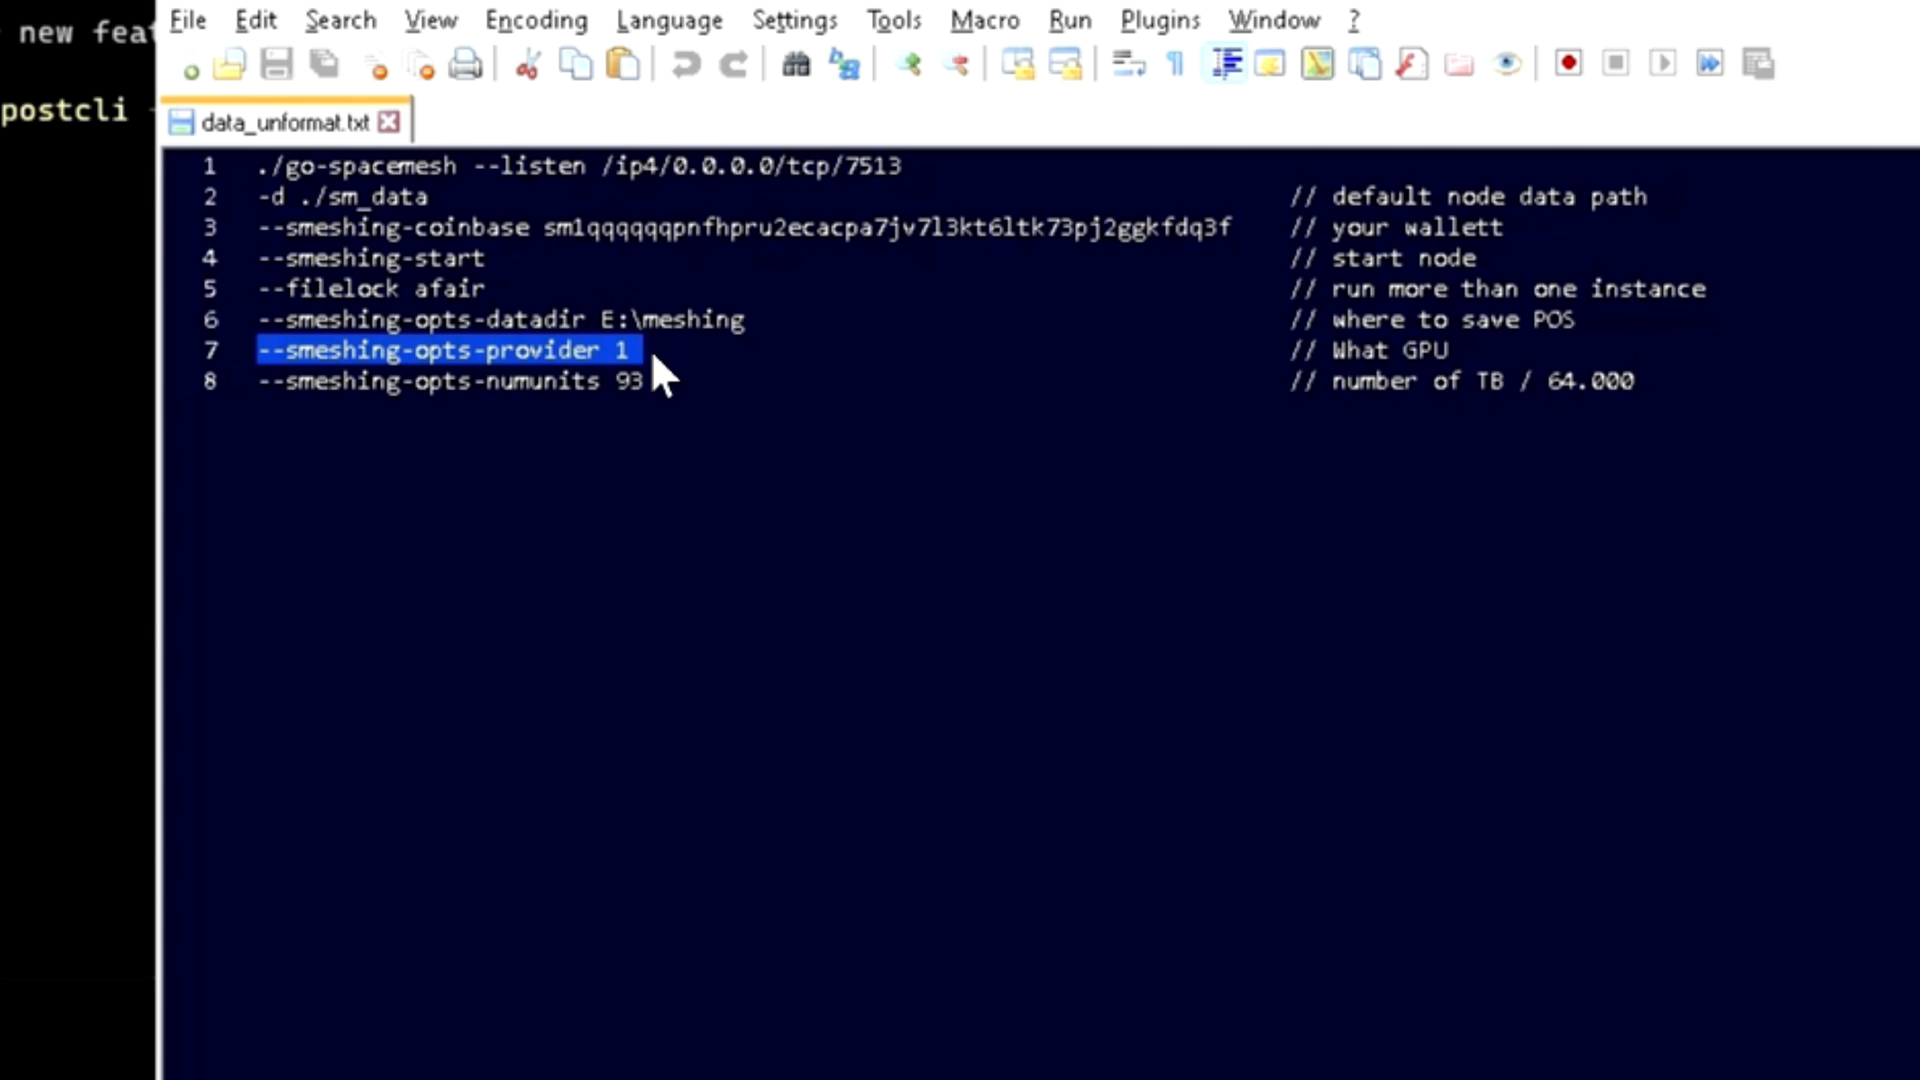 File Edit Search View Encoding Language Settings Tools Macro Run Plugins Window ?
new feat
postcli
data_unformat.txt
1 ./go-spacemesh --listen /ip4/0.0.0.0/tcp/7513
2 -d ./sm_data // default node data path
3 --smeshing-coinbase sm1qqqqqqpnfhpru2ecacpa7jv7l3kt6ltk73pj2ggkfdq3f // your wallett
4 --smeshing-start // start node
5 --filelock afair // run more than one instance
6 --smeshing-opts-datadir E:\meshing // where to save POS
7 --smeshing-opts-provider 1 // What GPU
8 --smeshing-opts-numunits 93 // number of TB / 64.000